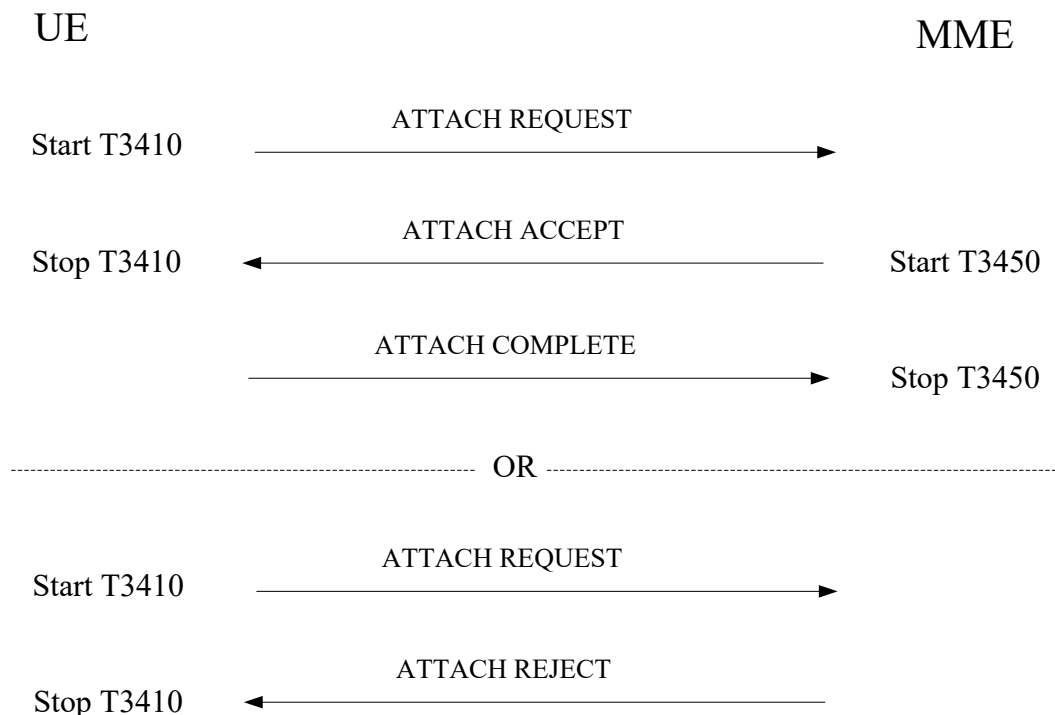 UE
MME
ATTACH REQUEST
Start T3410
ATTACH ACCEPT
Stop T3410
Start T3450
ATTACH COMPLETE
Stop T3450
OR
ATTACH REQUEST
Start T3410
ATTACH REJECT
Stop T3410